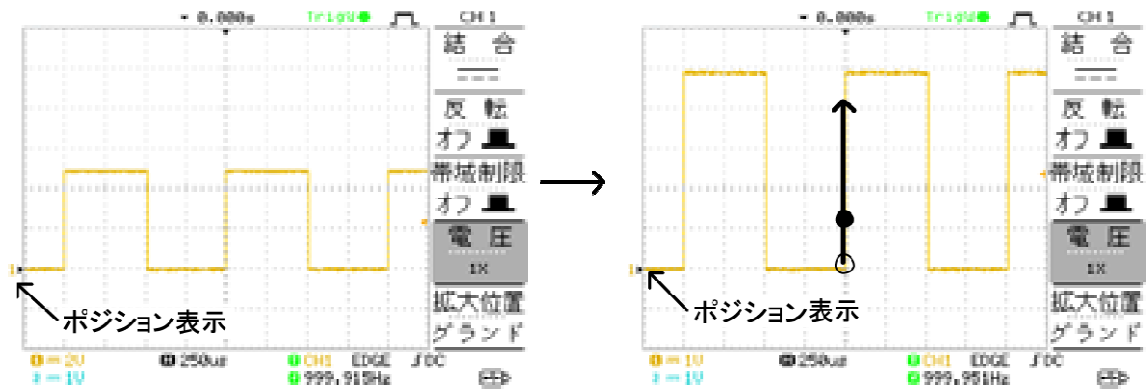 0.000s Trig'd CH1
結 合
反 転
オフ
帯域制限
オフ
電 圧
1X
拡大位置
グランド
1
ポジション表示
2V 250us CH1 EDGE DC
1V 999.915Hz
0.000s Trig'd CH1
結 合
反 転
オフ
帯域制限
オフ
電 圧
1X
拡大位置
グランド
1
ポジション表示
1V 250us CH1 EDGE DC
1V 999.951Hz